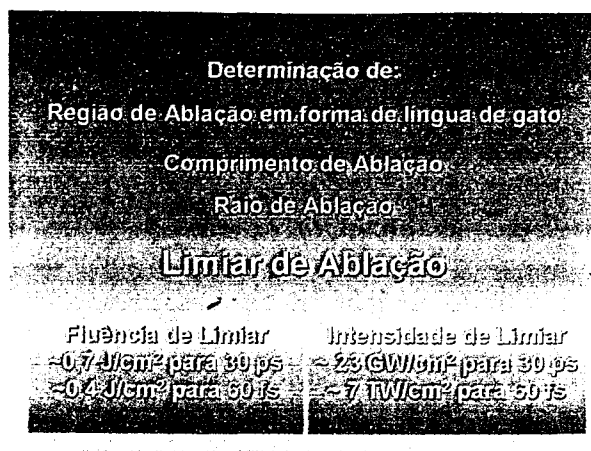 Determinação de:
Região de Ablação em forma de língua de gato
Comprimento de Ablação
Raio de Ablação
Limiar de Ablação
Fluência de Limiar
~0,7 J/cm² para 30 ps
~0,4 J/cm² para 60 fs
Intensidade de Limiar
~ 23 GW/cm² para 30 ps
~ 7 TW/cm² para 60 fs